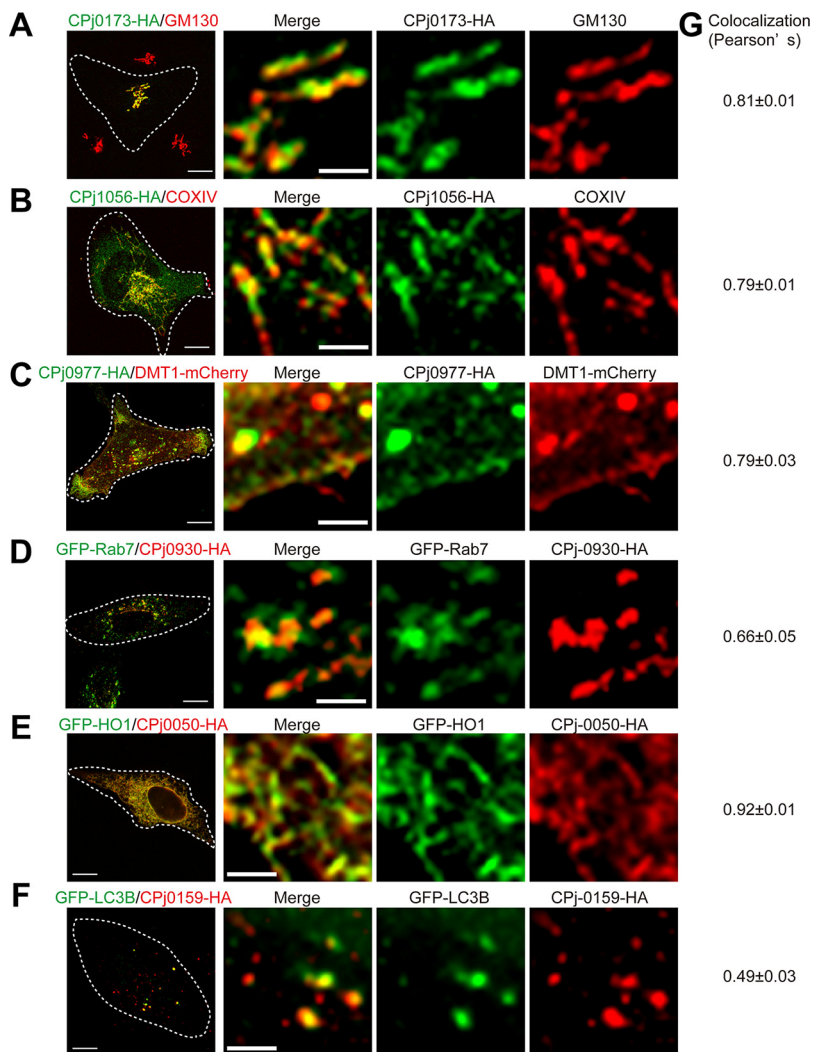 A CPj0173-HA/GM130 Merge CPj0173-HA GM130 G Colocalization
(Pearson' s)
0.81±0.01
B CPj1056-HA/COXIV Merge CPj1056-HA COXIV
0.79±0.01
C CPj0977-HA/DMT1-mCherry Merge CPj0977-HA DMT1-mCherry
0.79±0.03
D GFP-Rab7/CPj0930-HA Merge GFP-Rab7 CPj-0930-HA
0.66±0.05
E GFP-HO1/CPj0050-HA Merge GFP-HO1 CPj-0050-HA
0.92±0.01
F GFP-LC3B/CPj0159-HA Merge GFP-LC3B CPj-0159-HA
0.49±0.03